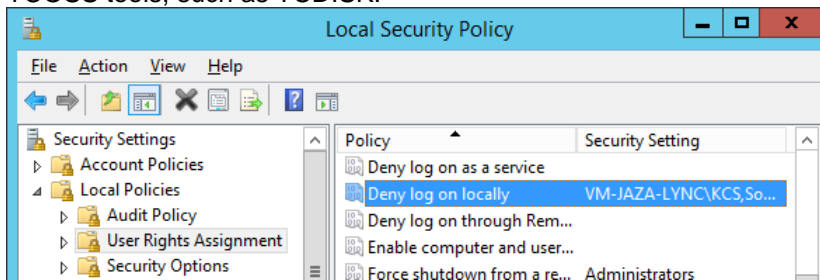 Local Security Policy
File Action View Help
Security Settings
Account Policies
Local Policies
Audit Policy
User Rights Assignment
Security Options
Policy Security Setting
Deny log on as a service
Deny log on locally VM-JAZA-LYNC\KCS,So...
Deny log on through Rem...
Enable computer and user...
Force shutdown from a re... Administrators